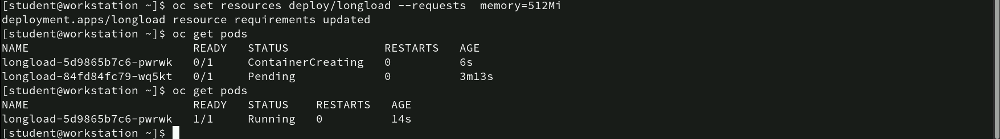 [student@workstation ~]$ oc set resources deploy/longload --requests  memory=512Mi
deployment.apps/longload resource requirements updated
[student@workstation ~]$ oc get pods
NAME                        READY   STATUS              RESTARTS   AGE
longload-5d9865b7c6-pwrwk   0/1     ContainerCreating   0          6s
longload-84fd84fc79-wq5kt   0/1     Pending             0          3m13s
[student@workstation ~]$ oc get pods
NAME                        READY   STATUS    RESTARTS   AGE
longload-5d9865b7c6-pwrwk   1/1     Running   0          14s
[student@workstation ~]$